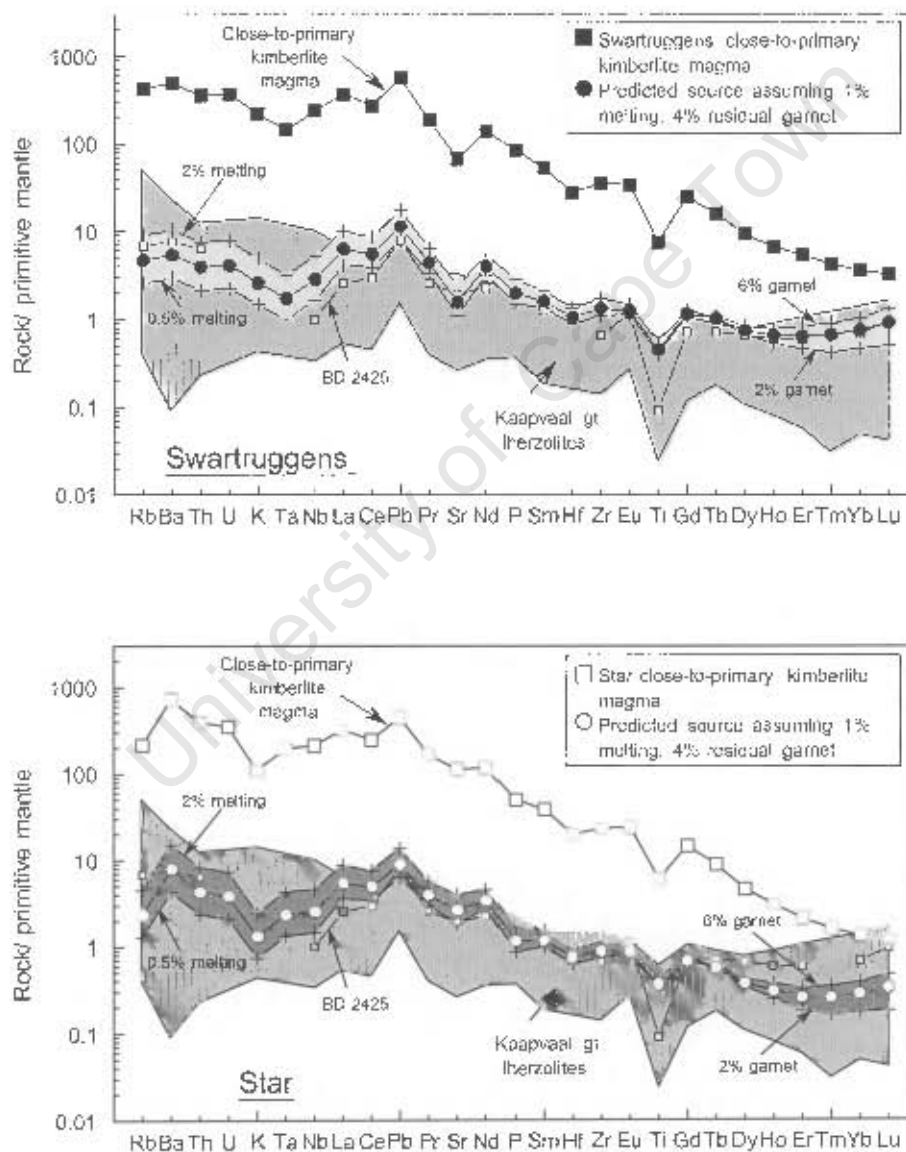 Close-to-primary
kimberlite
magma
Swartruggens close-to-primary
kimberlite magma
Predicted source assuming 1%
melting, 4% residual garnet
2% melting
0.5% melting
BD 2425
Kaapvaal gt
lherzolites
6% garnet
2% garnet
Swartruggens
Rock/ primitive mantle
1000
100
10
1
0.1
0.01
Rb Ba Th U K Ta Nb La Ce Pb Pr Sr Nd P Sm Hf Zr Eu Ti Gd Tb Dy Ho Er Tm Yb Lu
University of Cape Town
Close-to-primary
kimberlite
magma
Star close-to-primary kimberlite
magma
Predicted source assuming 1%
melting, 4% residual garnet
2% melting
0.5% melting
BD 2425
Kaapvaal gt
lherzolites
6% garnet
2% garnet
Star
Rock/ primitive mantle
1000
100
10
1
0.1
0.01
Rb Ba Th U K Ta Nb La Ce Pb Pr Sr Nd P Sm Hf Zr Eu Ti Gd Tb Dy Ho Er Tm Yb Lu